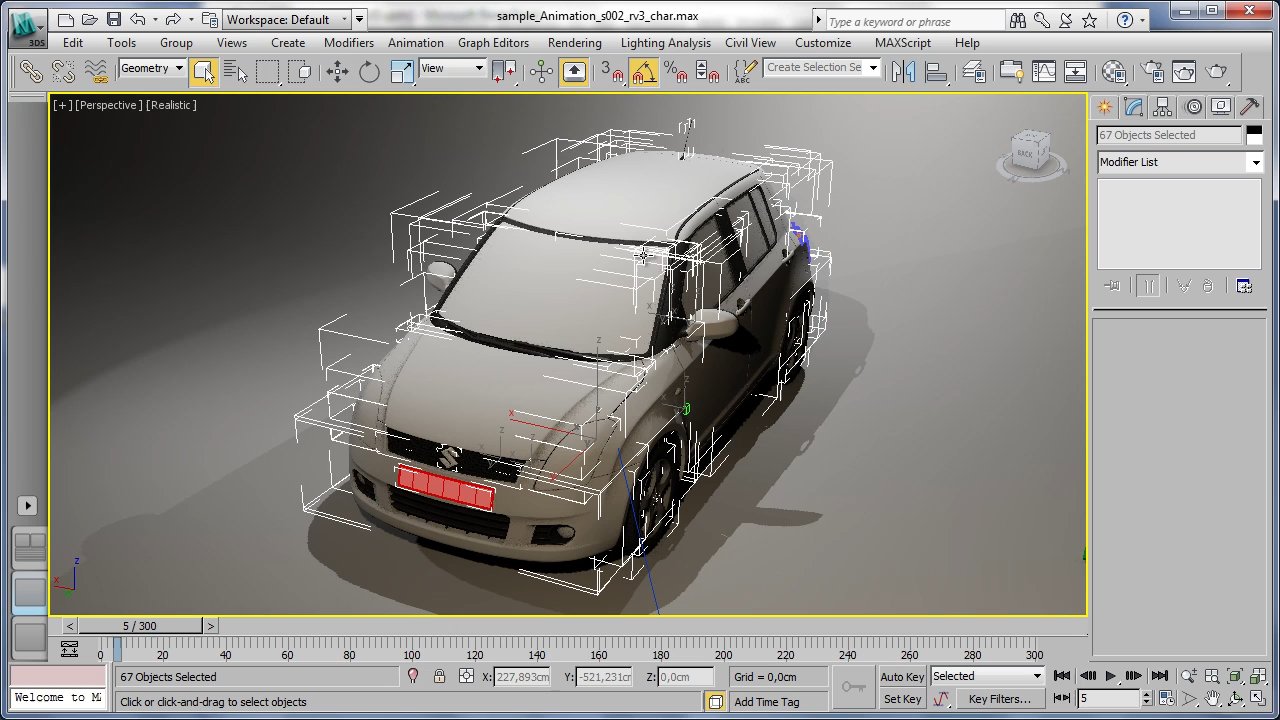 3DS
Workspace: Default
sample_Animation_s002_rv3_char.max
Type a keyword or phrase
Edit Tools Group Views Create Modifiers Animation Graph Editors Rendering Lighting Analysis Civil View Customize MAXScript Help
Geometry
View
3
ABC
Create Selection Se
[+] [Perspective] [Realistic]
67 Objects Selected
BACK
Modifier List
x
z
x
z
z
z
x
< 5 / 300 >
0 20 40 60 80 100 120 140 160 180 200 220 240 260 280 300
67 Objects Selected
X: 227,893cm Y: -521,231cm Z: 0,0cm
Grid = 0,0cm
Auto Key
Selected
Welcome to MA
Click or click-and-drag to select objects
Add Time Tag
Set Key
Key Filters...
5